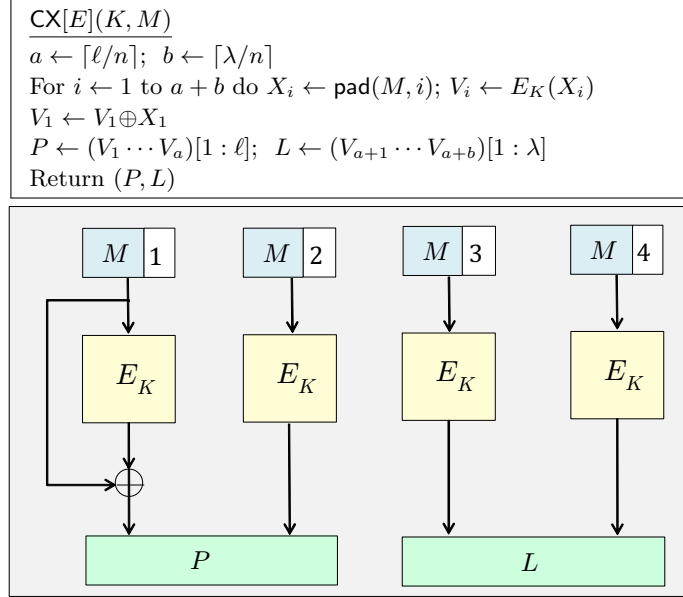 CX[E](K, M)
a ← ⌈ℓ/n⌉; b ← ⌈λ/n⌉
For i ← 1 to a + b do X_i ← pad(M, i); V_i ← E_K(X_i)
V_1 ← V_1⊕X_1
P ← (V_1 ⋯ V_a)[1 : ℓ]; L ← (V_{a+1} ⋯ V_{a+b})[1 : λ]
Return (P, L)
M 1 M 2 M 3 M 4
E_K E_K E_K E_K
P L